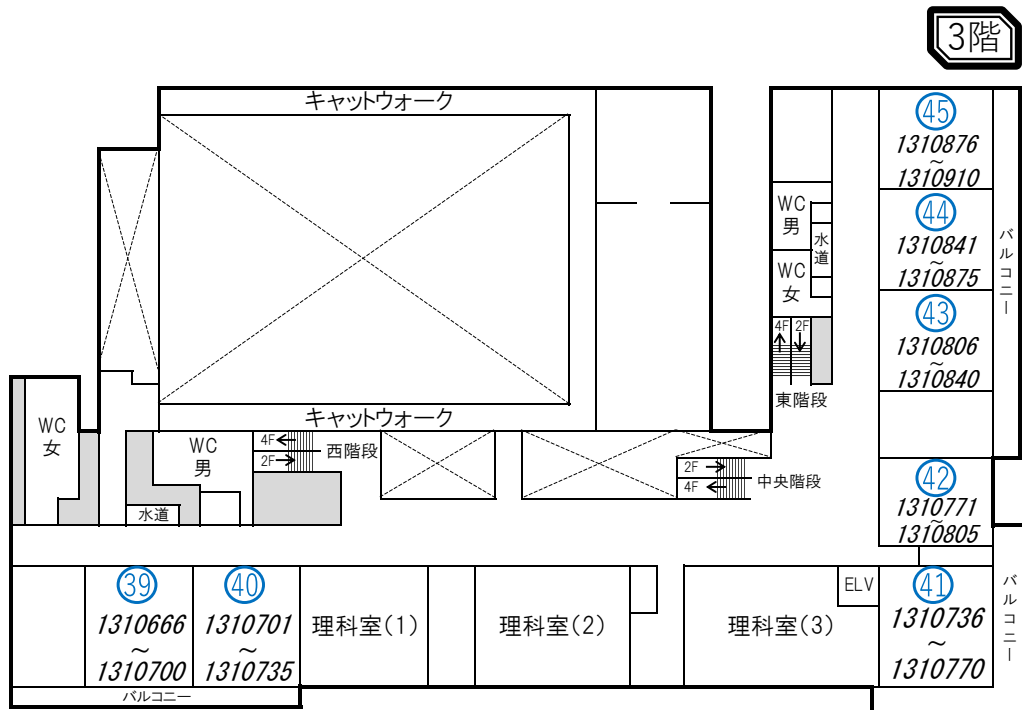 3階
キャットウォーク
45
1310876
~
1310910
WC
男
水道
44
1310841
~
1310875
バルコニー
WC
女
43
1310806
~
1310840
4F 2F
東階段
キャットウォーク
WC
女
WC
男
4F
2F
西階段
2F
4F
中央階段
42
1310771
~
1310805
水道
39
1310666
~
1310700
40
1310701
~
1310735
理科室(1)
理科室(2)
理科室(3)
ELV
41
1310736
~
1310770
バルコニー
バルコニー